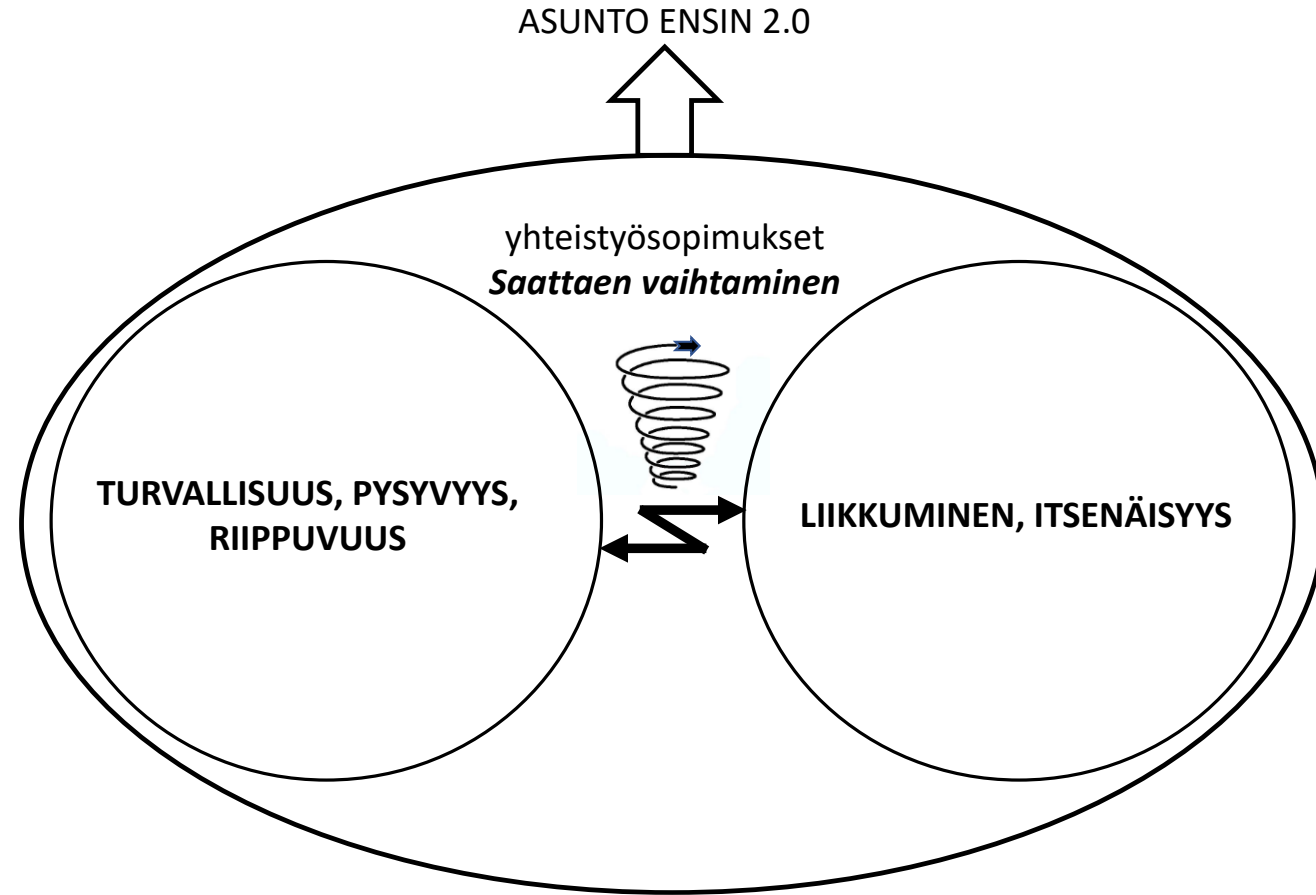 ASUNTO ENSIN 2.0
yhteistyösopimukset
Saattaen vaihtaminen
TURVALLISUUS, PYSYVYYS,
RIIPPUVUUS
LIIKKUMINEN, ITSENÄISYYS